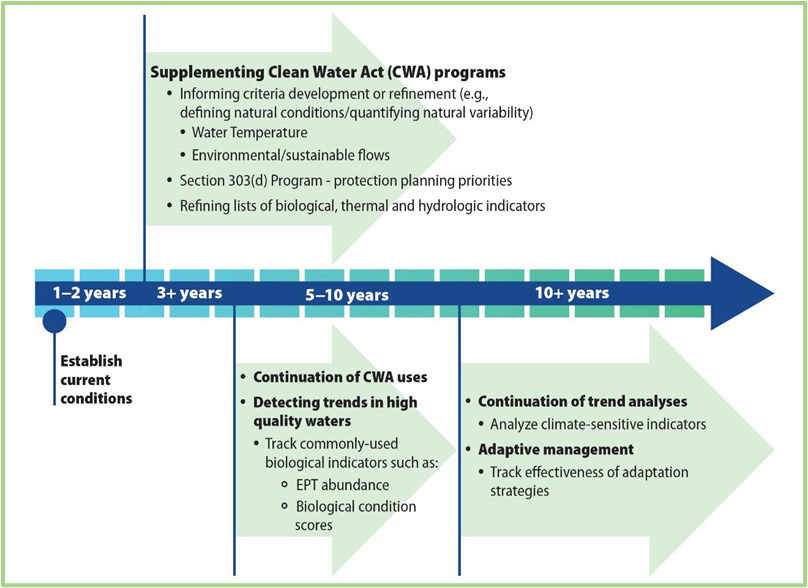 Supplementing Clean Water Act (CWA) programs
• Informing criteria development or refinement (e.g.,
defining natural conditions/quantifying natural variability)
• Water Temperature
• Environmental/sustainable flows
• Section 303(d) Program - protection planning priorities
• Refining lists of biological, thermal and hydrologic indicators
1–2 years
3+ years
5–10 years
10+ years
Establish
current
conditions
• Continuation of CWA uses
• Detecting trends in high
quality waters
• Track commonly-used
biological indicators such as:
○ EPT abundance
○ Biological condition
scores
• Continuation of trend analyses
• Analyze climate-sensitive indicators
• Adaptive management
• Track effectiveness of adaptation
strategies